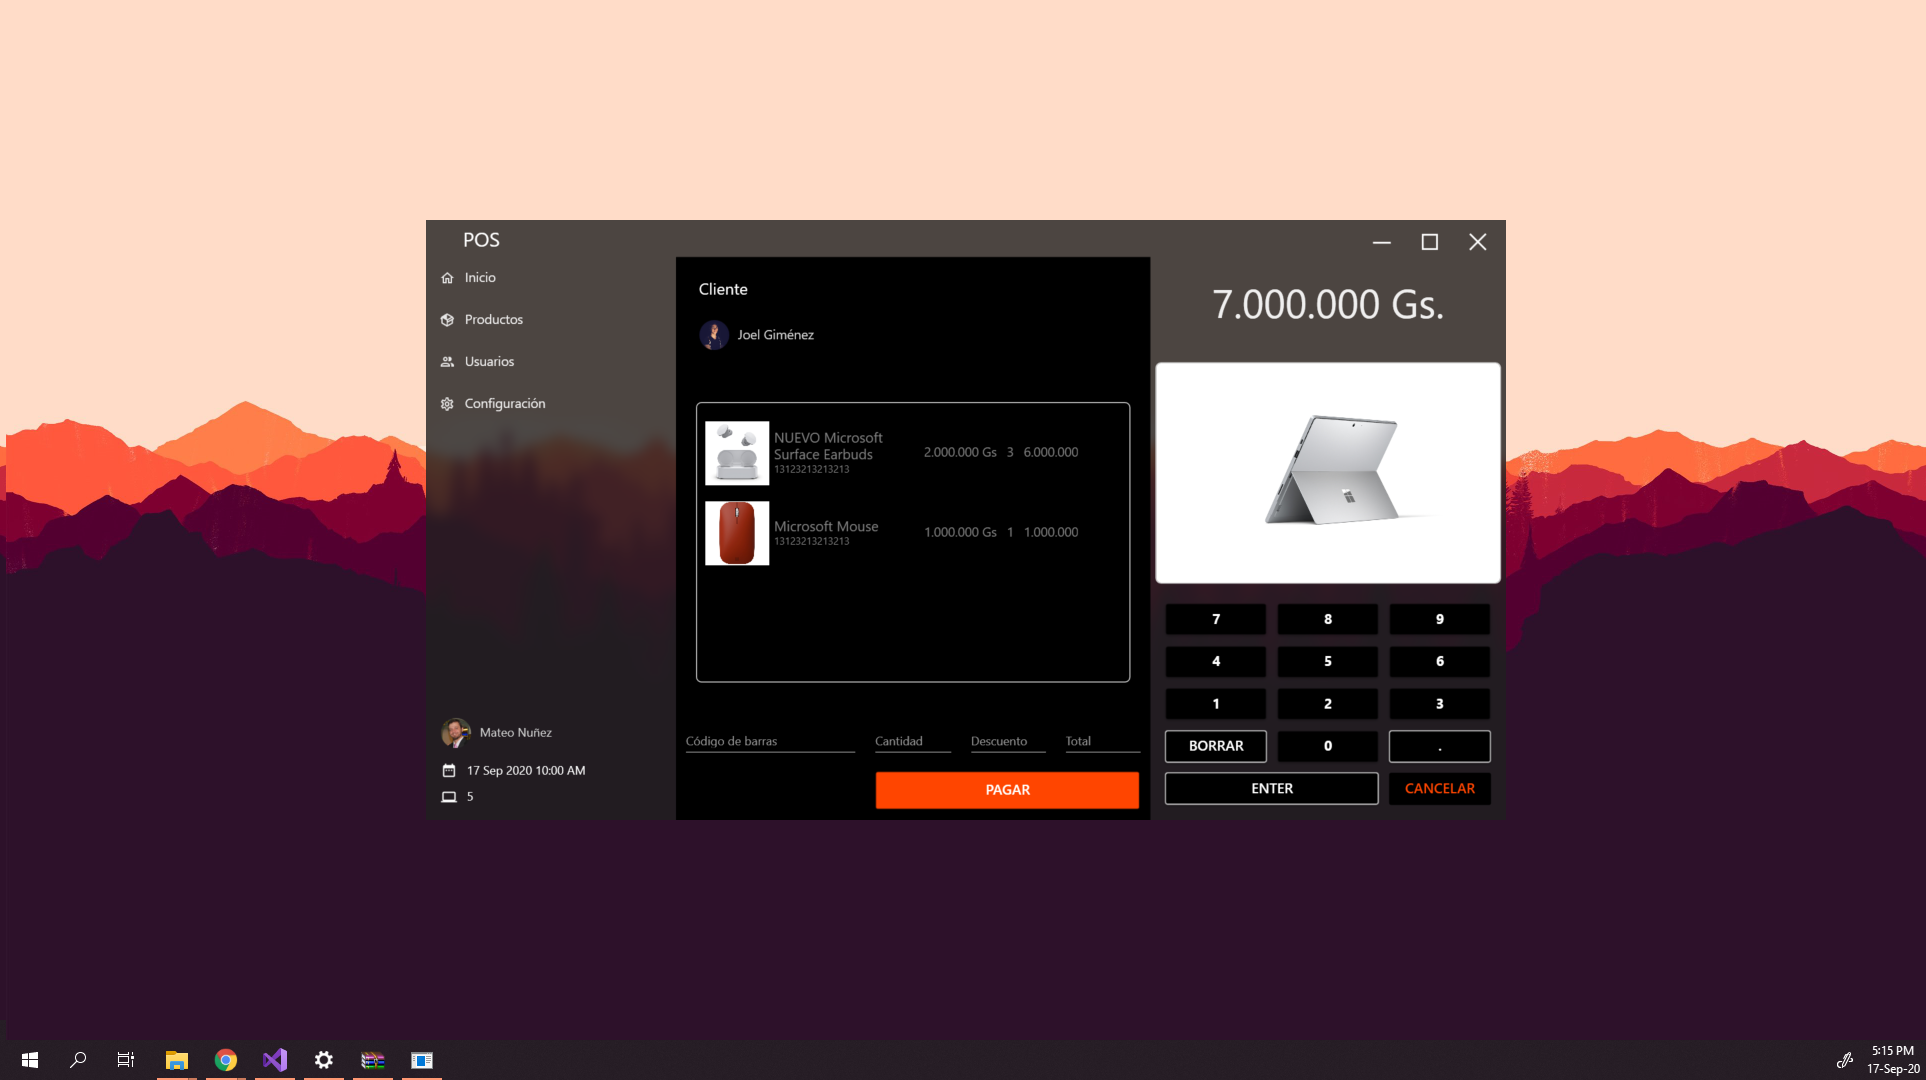 POS
Inicio
Productos
Usuarios
Configuración
Mateo Nuñez
17 Sep 2020 10:00 AM
5
Cliente
Joel Giménez
NUEVO Microsoft
Surface Earbuds
13123213213213
2.000.000 Gs 3 6.000.000
Microsoft Mouse
13123213213213
1.000.000 Gs 1 1.000.000
Código de barras Cantidad Descuento Total
PAGAR
7.000.000 Gs.
7 8 9
4 5 6
1 2 3
BORRAR 0 .
ENTER CANCELAR
5:15 PM
17-Sep-20